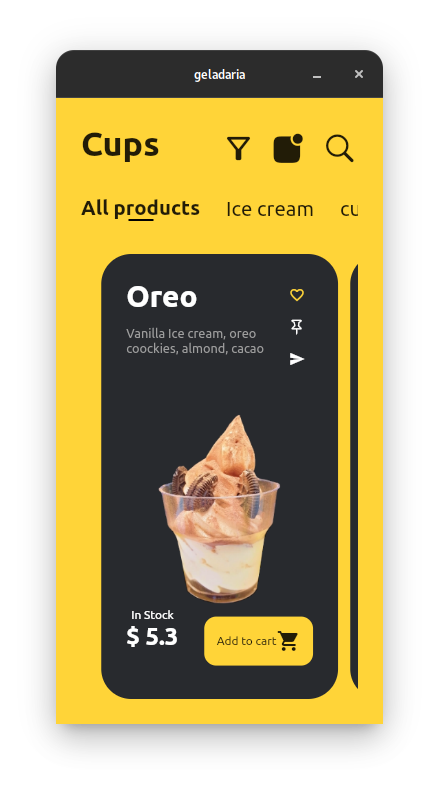 geladaria
Cups
All products Ice cream cu
Oreo
Vanilla Ice cream, oreo
coockies, almond, cacao
In Stock
$ 5.3
Add to cart